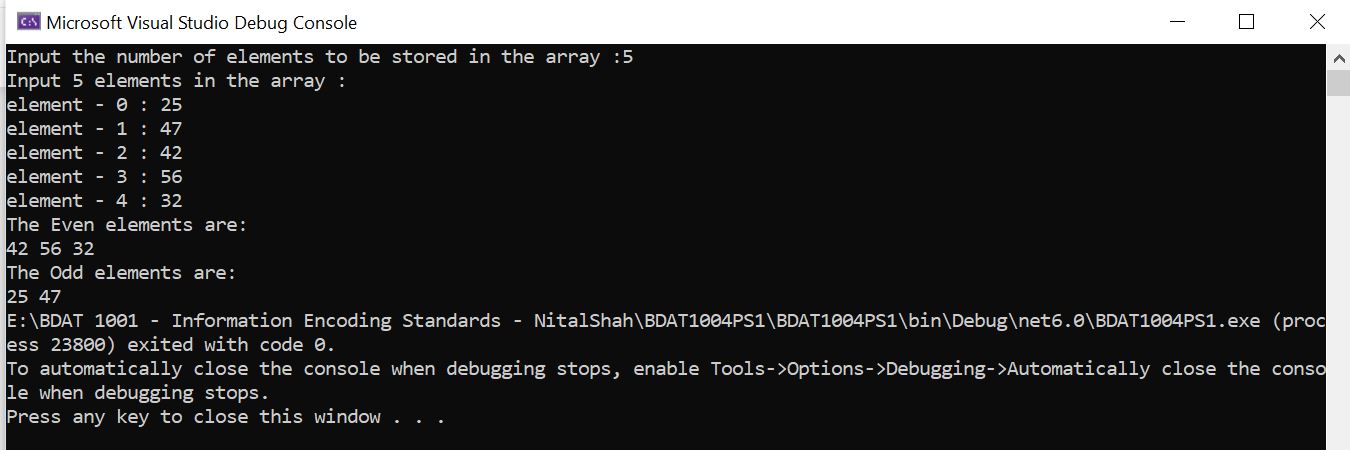 Microsoft Visual Studio Debug Console
Input the number of elements to be stored in the array :5
Input 5 elements in the array :
element - 0 : 25
element - 1 : 47
element - 2 : 42
element - 3 : 56
element - 4 : 32
The Even elements are:
42 56 32
The Odd elements are:
25 47
E:\BDAT 1001 - Information Encoding Standards - NitalShah\BDAT1004PS1\BDAT1004PS1\bin\Debug\net6.0\BDAT1004PS1.exe (proc
ess 23800) exited with code 0.
To automatically close the console when debugging stops, enable Tools->Options->Debugging->Automatically close the conso
le when debugging stops.
Press any key to close this window . . .